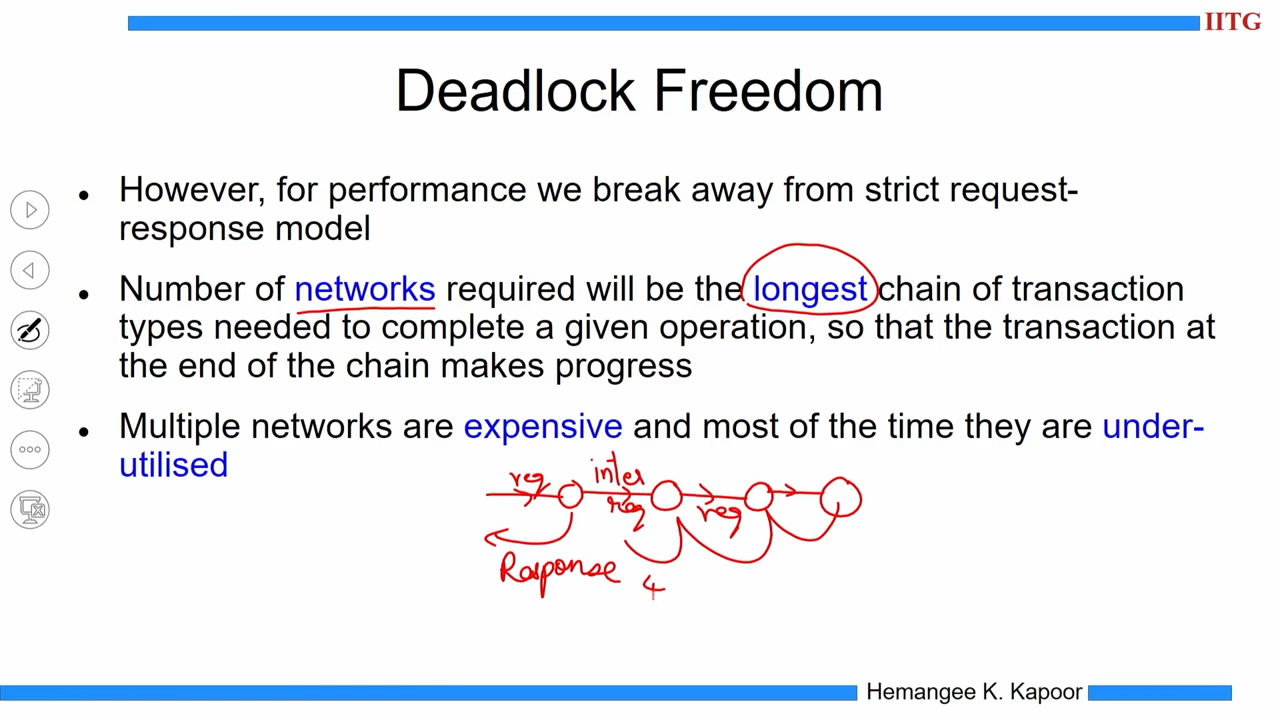 IITG
Deadlock Freedom
However, for performance we break away from strict request-
response model
Number of networks required will be the longest chain of transaction
types needed to complete a given operation, so that the transaction at
the end of the chain makes progress
Multiple networks are expensive and most of the time they are under-
utilised
req inter
req req
Response 4
Hemangee K. Kapoor